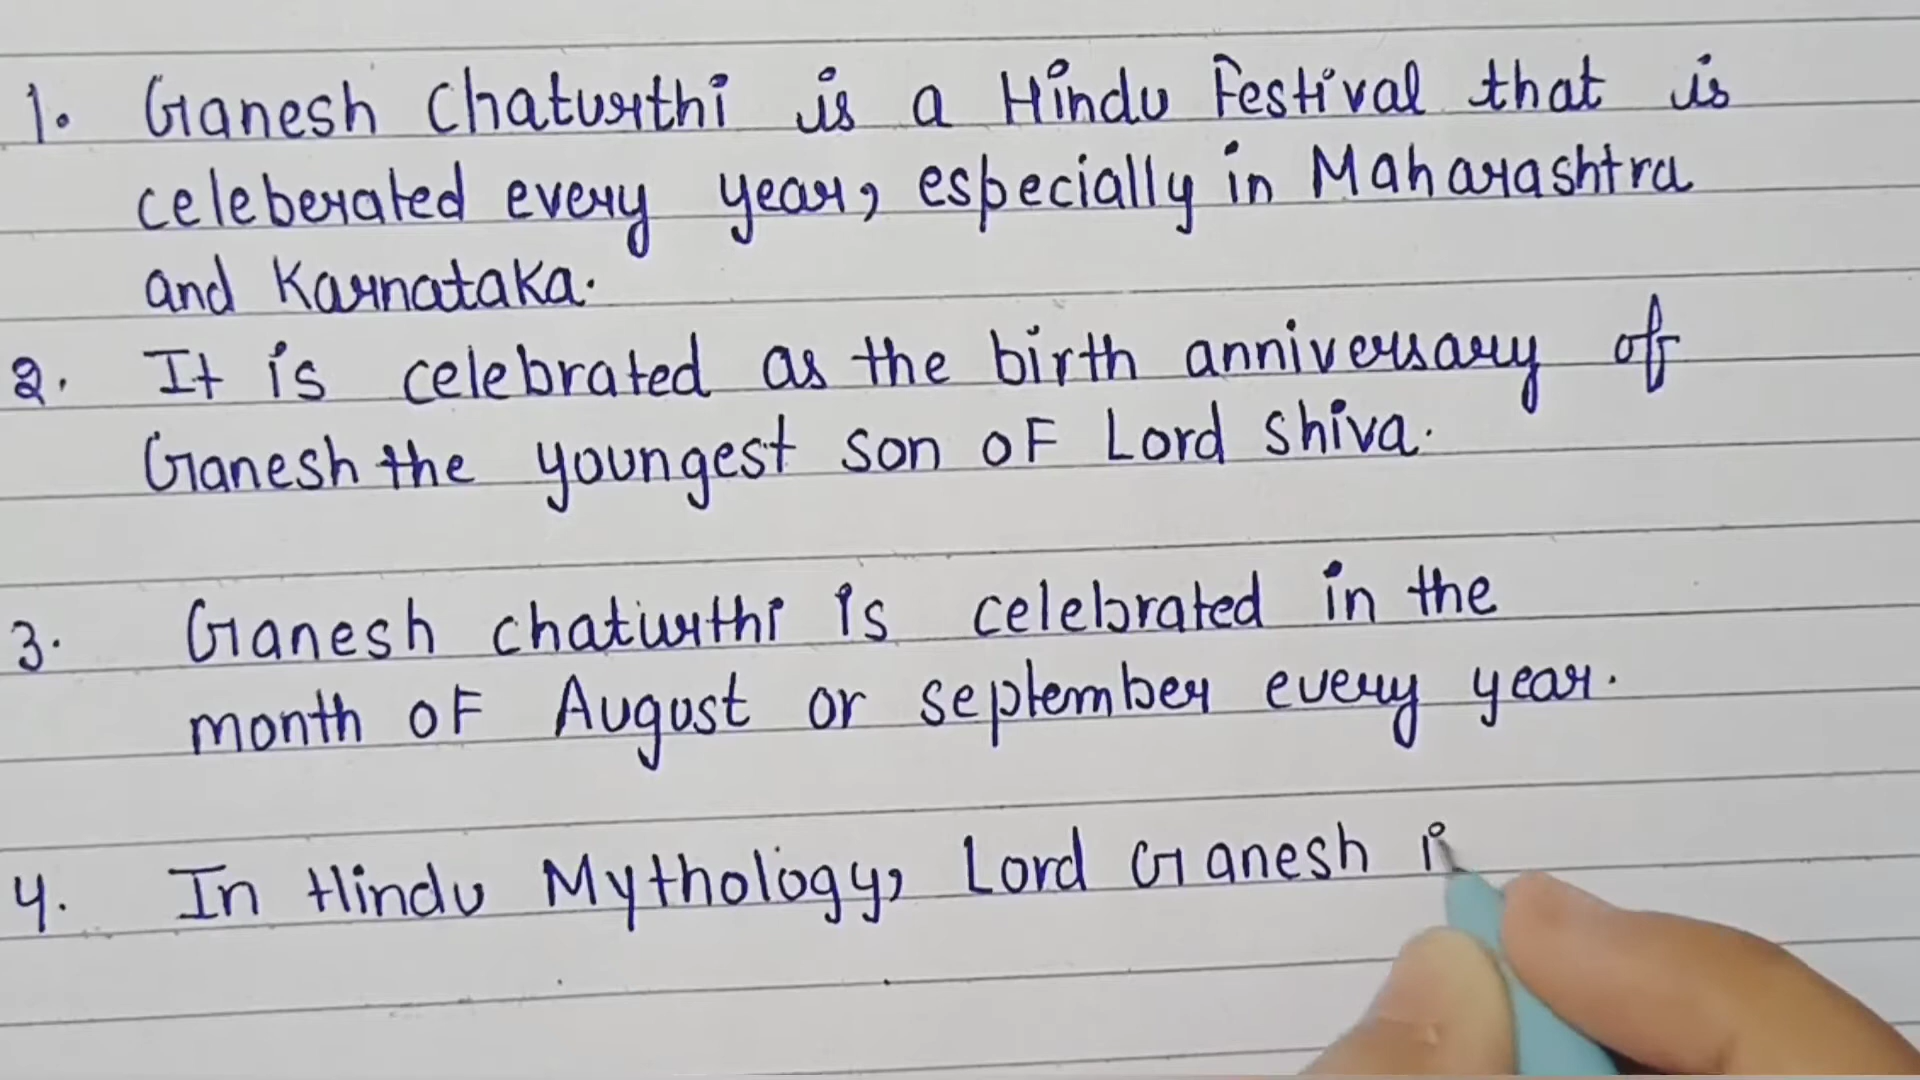 1. Ganesh Chaturthi is a Hindu Festival that is
celeberated every year, especially in Maharashtra
and Karnataka.
2. It is celebrated as the birth anniversary of
Ganesh the youngest son of Lord Shiva.
3. Ganesh chaturthi is celebrated in the
month of August or september every year.
4. In Hindu Mythology, Lord Ganesh i